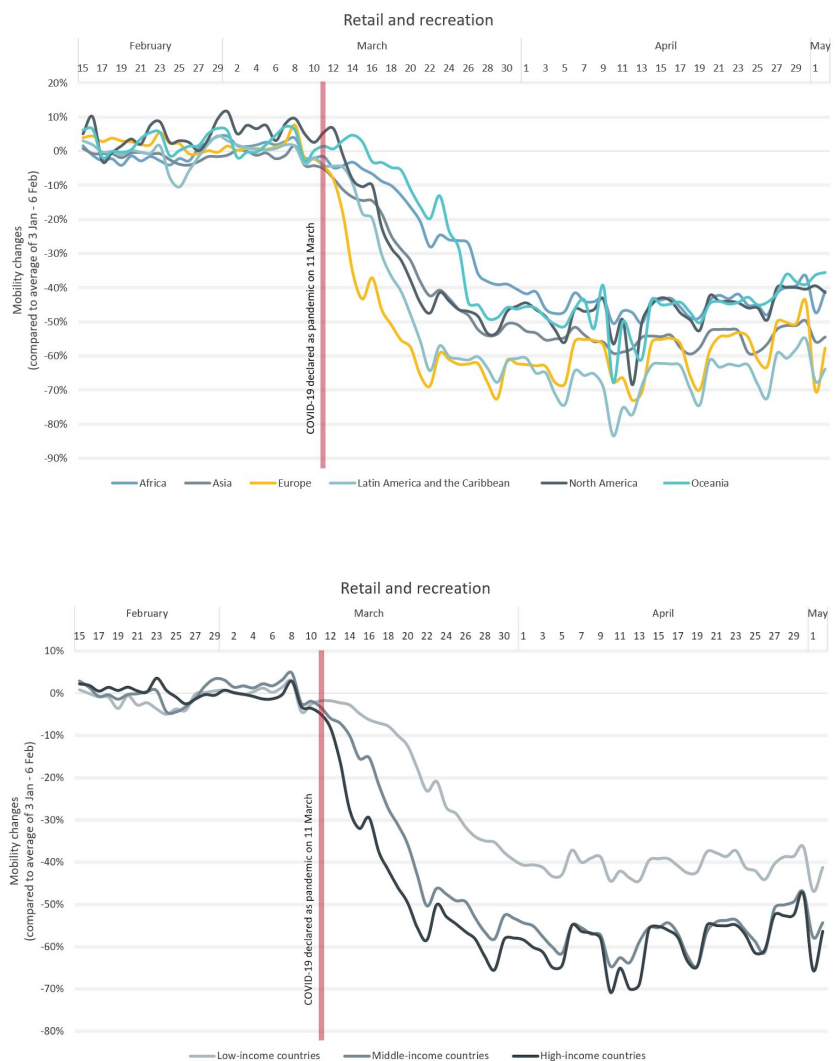 Retail and recreation
February March April May
15 17 19 21 23 25 27 29 2 4 6 8 10 12 14 16 18 20 22 24 26 28 30 1 3 5 7 9 11 13 15 17 19 21 23 25 27 29 1
20%
10%
0%
-10%
-20%
-30%
-40%
-50%
-60%
-70%
-80%
-90%
Mobility changes
(compared to average of 3 Jan - 6 Feb)
COVID-19 declared as pandemic on 11 March
Africa Asia Europe Latin America and the Caribbean North America Oceania
Retail and recreation
February March April May
15 17 19 21 23 25 27 29 2 4 6 8 10 12 14 16 18 20 22 24 26 28 30 1 3 5 7 9 11 13 15 17 19 21 23 25 27 29 1
10%
0%
-10%
-20%
-30%
-40%
-50%
-60%
-70%
-80%
Mobility changes
(compared to average of 3 Jan - 6 Feb)
COVID-19 declared as pandemic on 11 March
Low-income countries Middle-income countries High-income countries